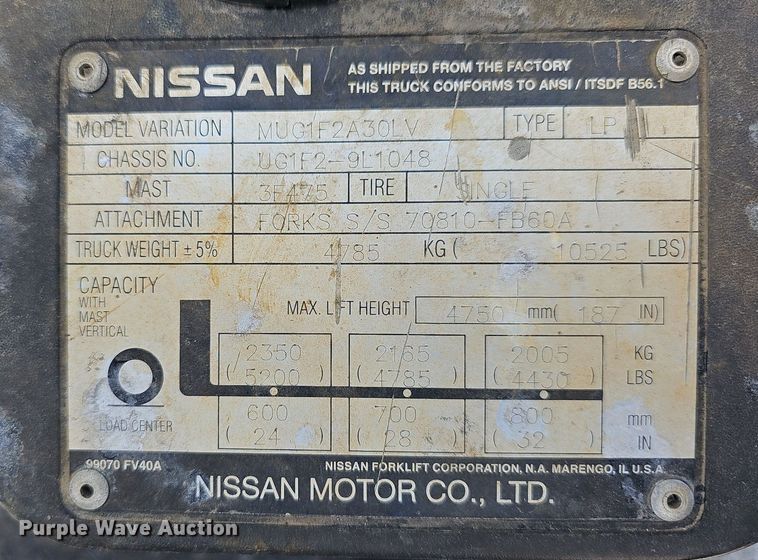 NISSAN
AS SHIPPED FROM THE FACTORY
THIS TRUCK CONFORMS TO ANSI / ITSDF B56.1
MODEL VARIATION MUG1F2A30LV TYPE LP
CHASSIS NO. UG1F2-9L1048
MAST 3F475 TIRE SINGLE
ATTACHMENT FORKS S/S 79810-FB60A
TRUCK WEIGHT ± 5% 4785 KG ( 10525 LBS)
CAPACITY
WITH
MAST
VERTICAL
MAX. LIFT HEIGHT 4750 mm( 187 IN)
2350 2165 2005 KG
( 5200 ) ( 4785 ) ( 4430 ) LBS
600 700 800 mm
( 24 ) ( 28 ) ( 32 ) IN
LOAD CENTER
99070 FV40A
NISSAN FORKLIFT CORPORATION, N.A. MARENGO, IL U.S.A.
NISSAN MOTOR CO., LTD.
Purple Wave Auction